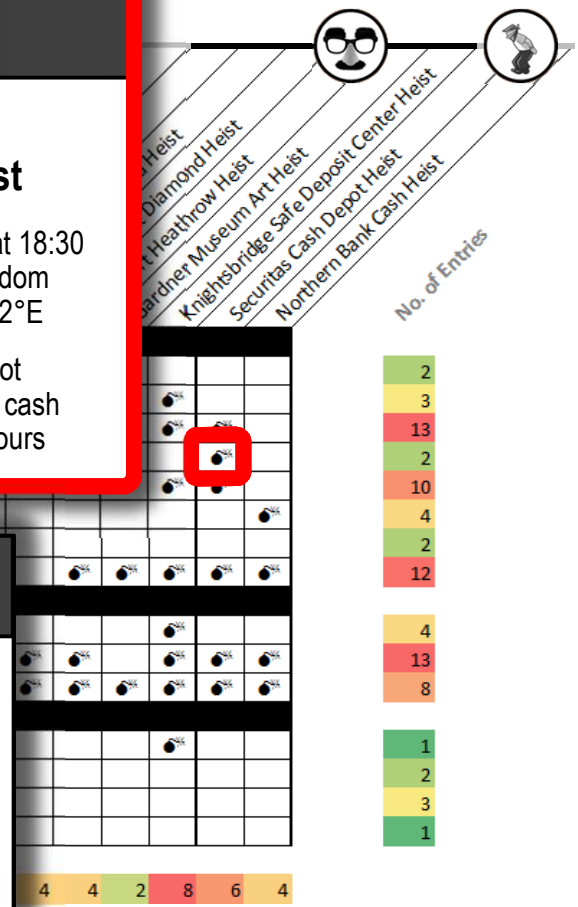 st
at 18:30
dom
2°E
ot
cash
ours
Heist
Diamond Heist
Heathrow Heist
ardner Museum Art Heist
Knightsbridge Safe Deposit Center Heist
Securitas Cash Depot Heist
Northern Bank Cash Heist
No. of Entries
2
3
13
2
10
4
2
12
4
13
8
1
2
3
1
4 4 2 8 6 4